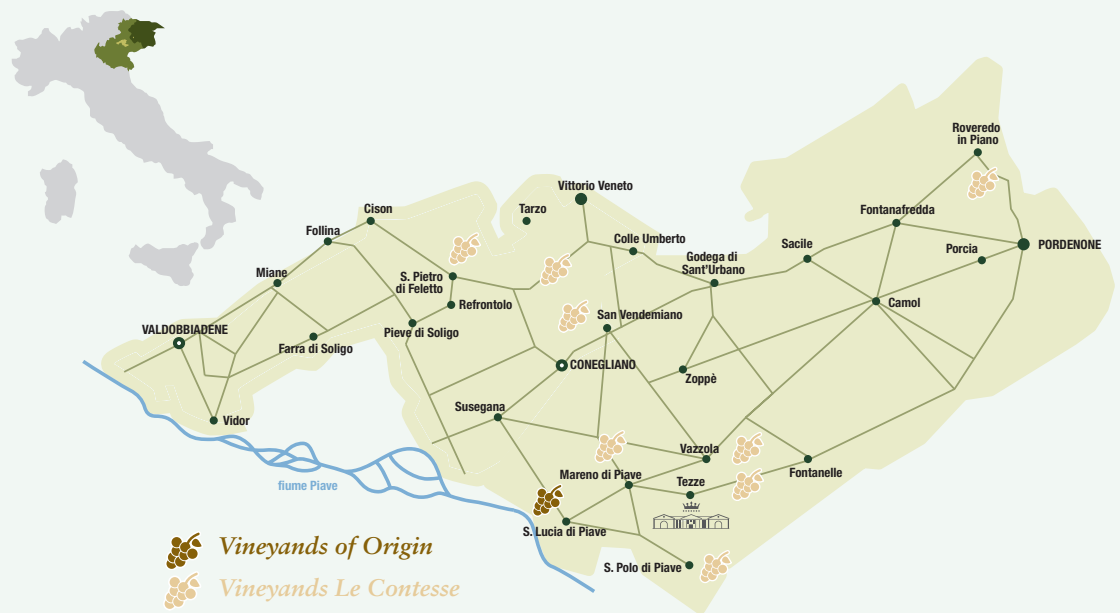 Roveredo
in Piano
Vittorio Veneto
Cison
Tarzo
Fontanafredda
Follina
Colle Umberto
Sacile
Porcia
PORDENONE
Godega di
Sant'Urbano
Miane
S. Pietro
di Feletto
Refrontolo
Camol
San Vendemiano
VALDOBBIADENE
Farra di Soligo
Pieve di Soligo
CONEGLIANO
Zoppè
Susegana
Vidor
Vazzola
Mareno di Piave
Tezze
Fontanelle
fiume Piave
S. Lucia di Piave
S. Polo di Piave
Vineyands of Origin
Vineyands Le Contesse